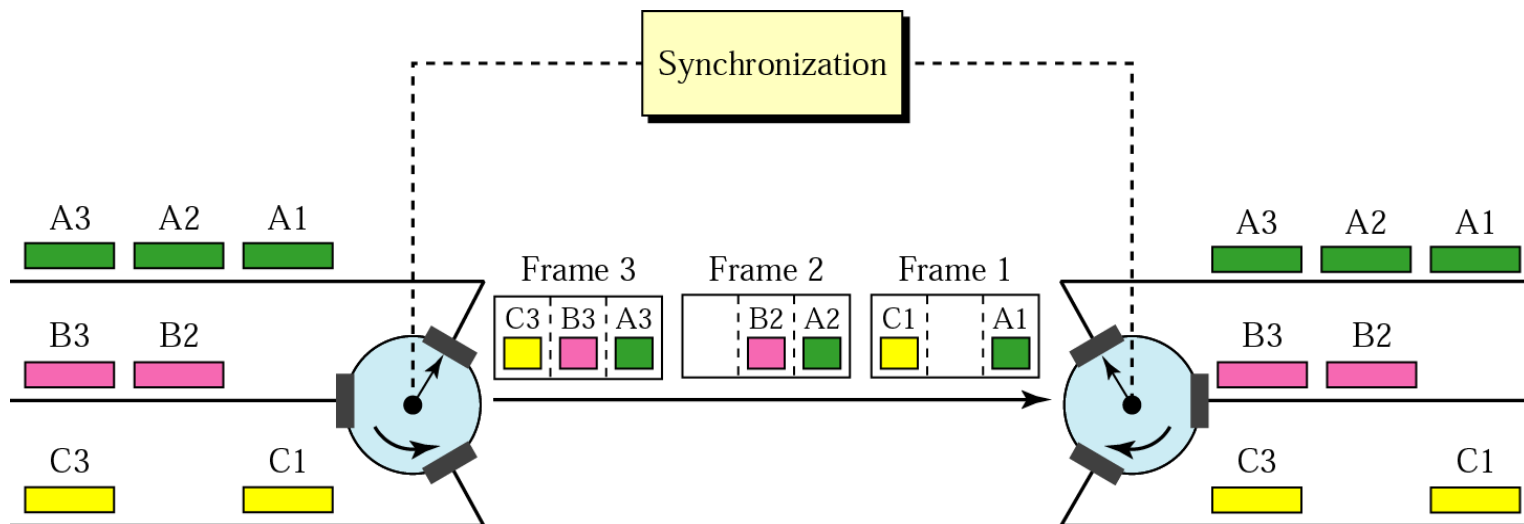 Synchronization
A3 A2 A1
A3 A2 A1
Frame 3 Frame 2 Frame 1
C3 B3 A3 B2 A2 C1 A1
B3 B2
B3 B2
C3 C1
C3 C1